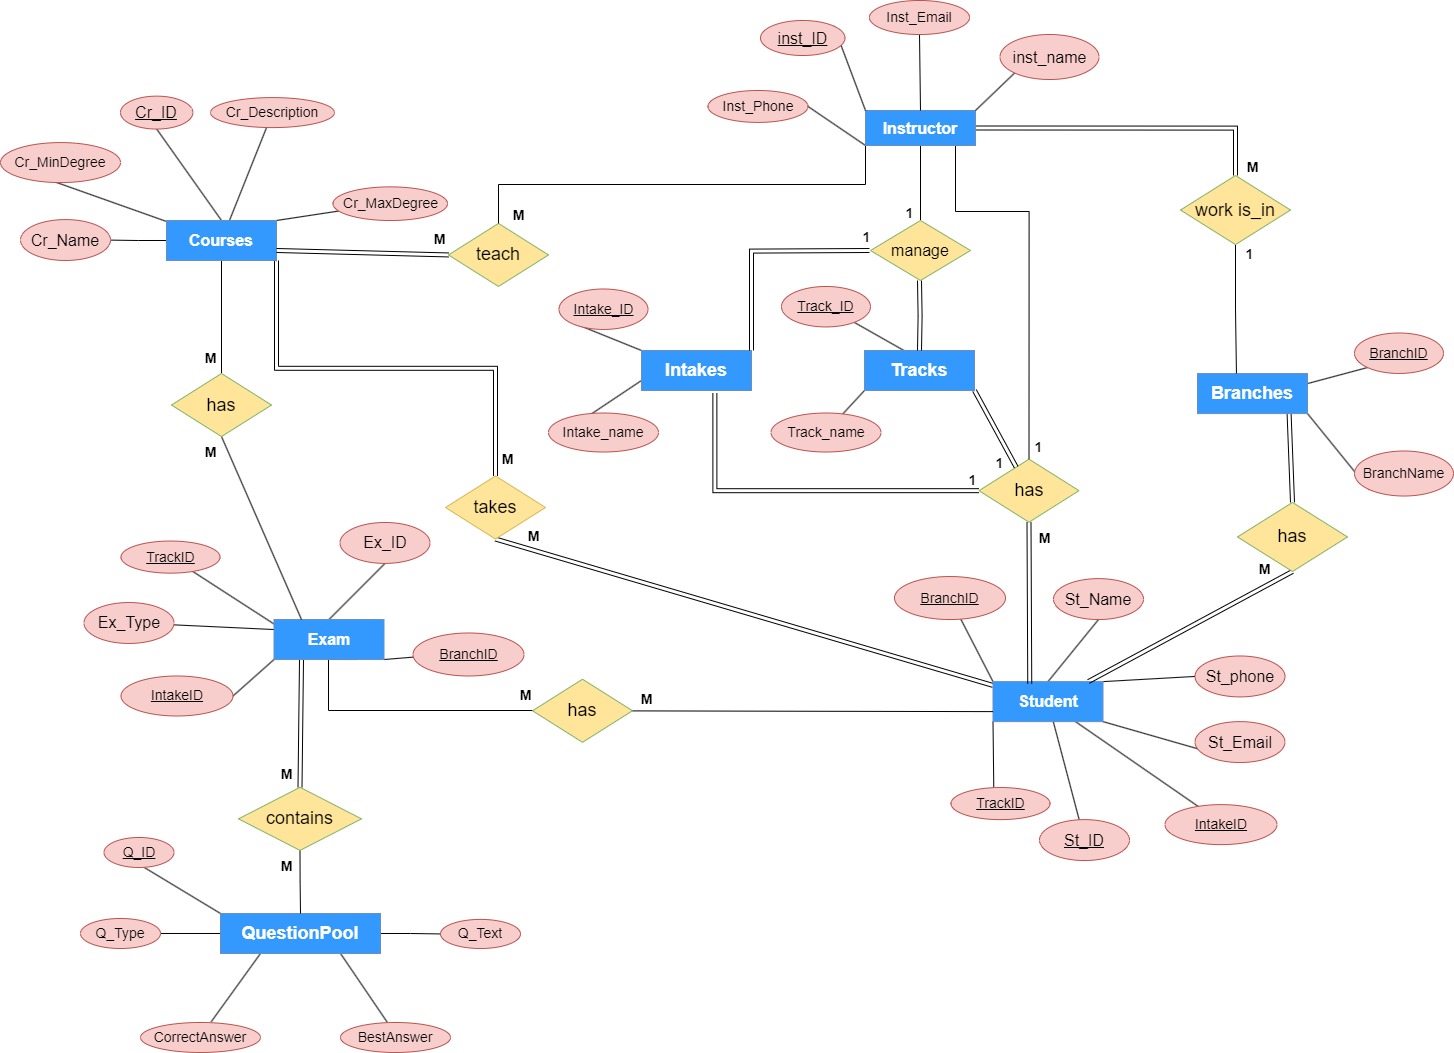 Inst_Email
inst_ID
inst_name
Inst_Phone
Instructor
Cr_ID
Cr_Description
Cr_MinDegree
Cr_MaxDegree
Cr_Name
Courses
M
M
teach
1
1
manage
M
work is_in
1
Intake_ID
Track_ID
Intakes
Tracks
Intake_name
Track_name
BranchID
Branches
BranchName
M
has
M
M
takes
M
1
1
1
has
M
has
M
TrackID
Ex_ID
Ex_Type
Exam
BranchID
IntakeID
M
has
M
BranchID
St_Name
St_phone
Student
St_Email
TrackID
St_ID
IntakeID
M
contains
M
Q_ID
Q_Type
QuestionPool
Q_Text
CorrectAnswer
BestAnswer